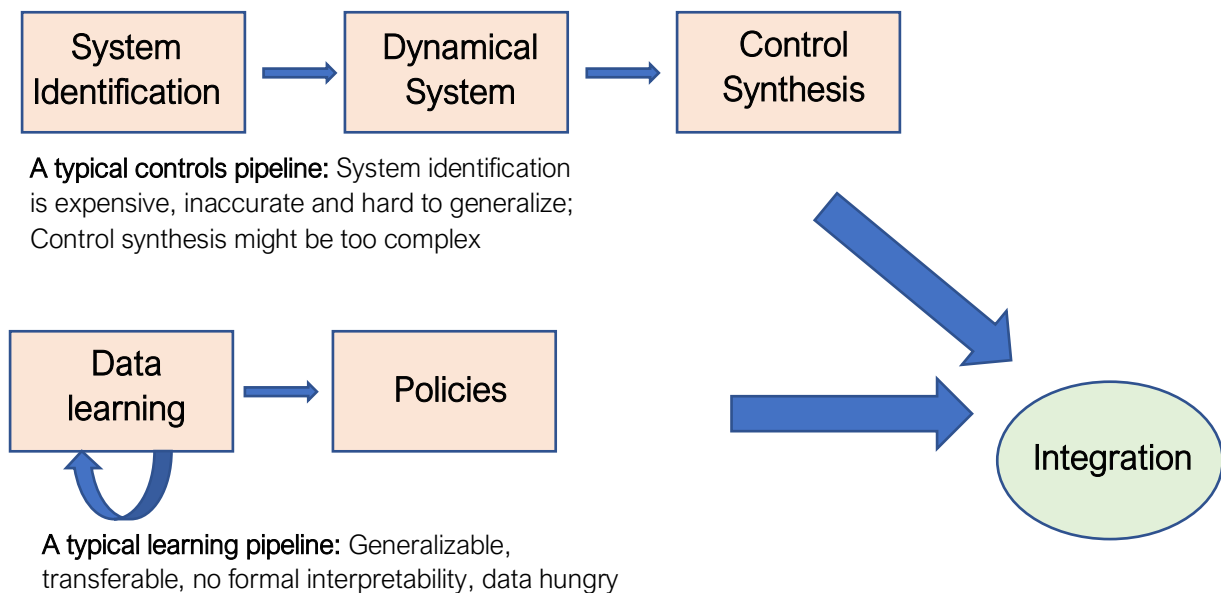 System
Identification
Dynamical
System
Control
Synthesis
A typical controls pipeline: System identification
is expensive, inaccurate and hard to generalize;
Control synthesis might be too complex
Data
learning
Policies
Integration
A typical learning pipeline: Generalizable,
transferable, no formal interpretability, data hungry